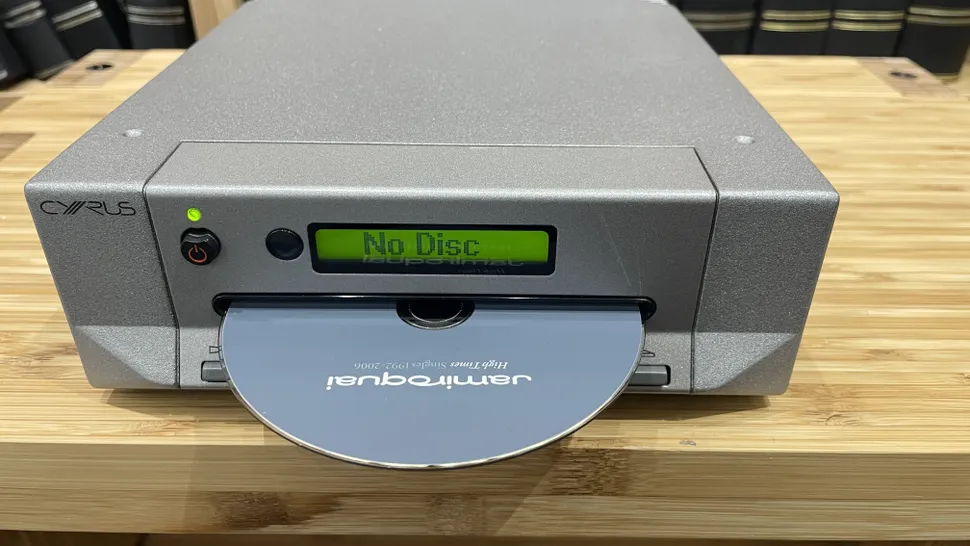 CYRUS
No Disc
jamiroquai
High Times Singles 1992-2006